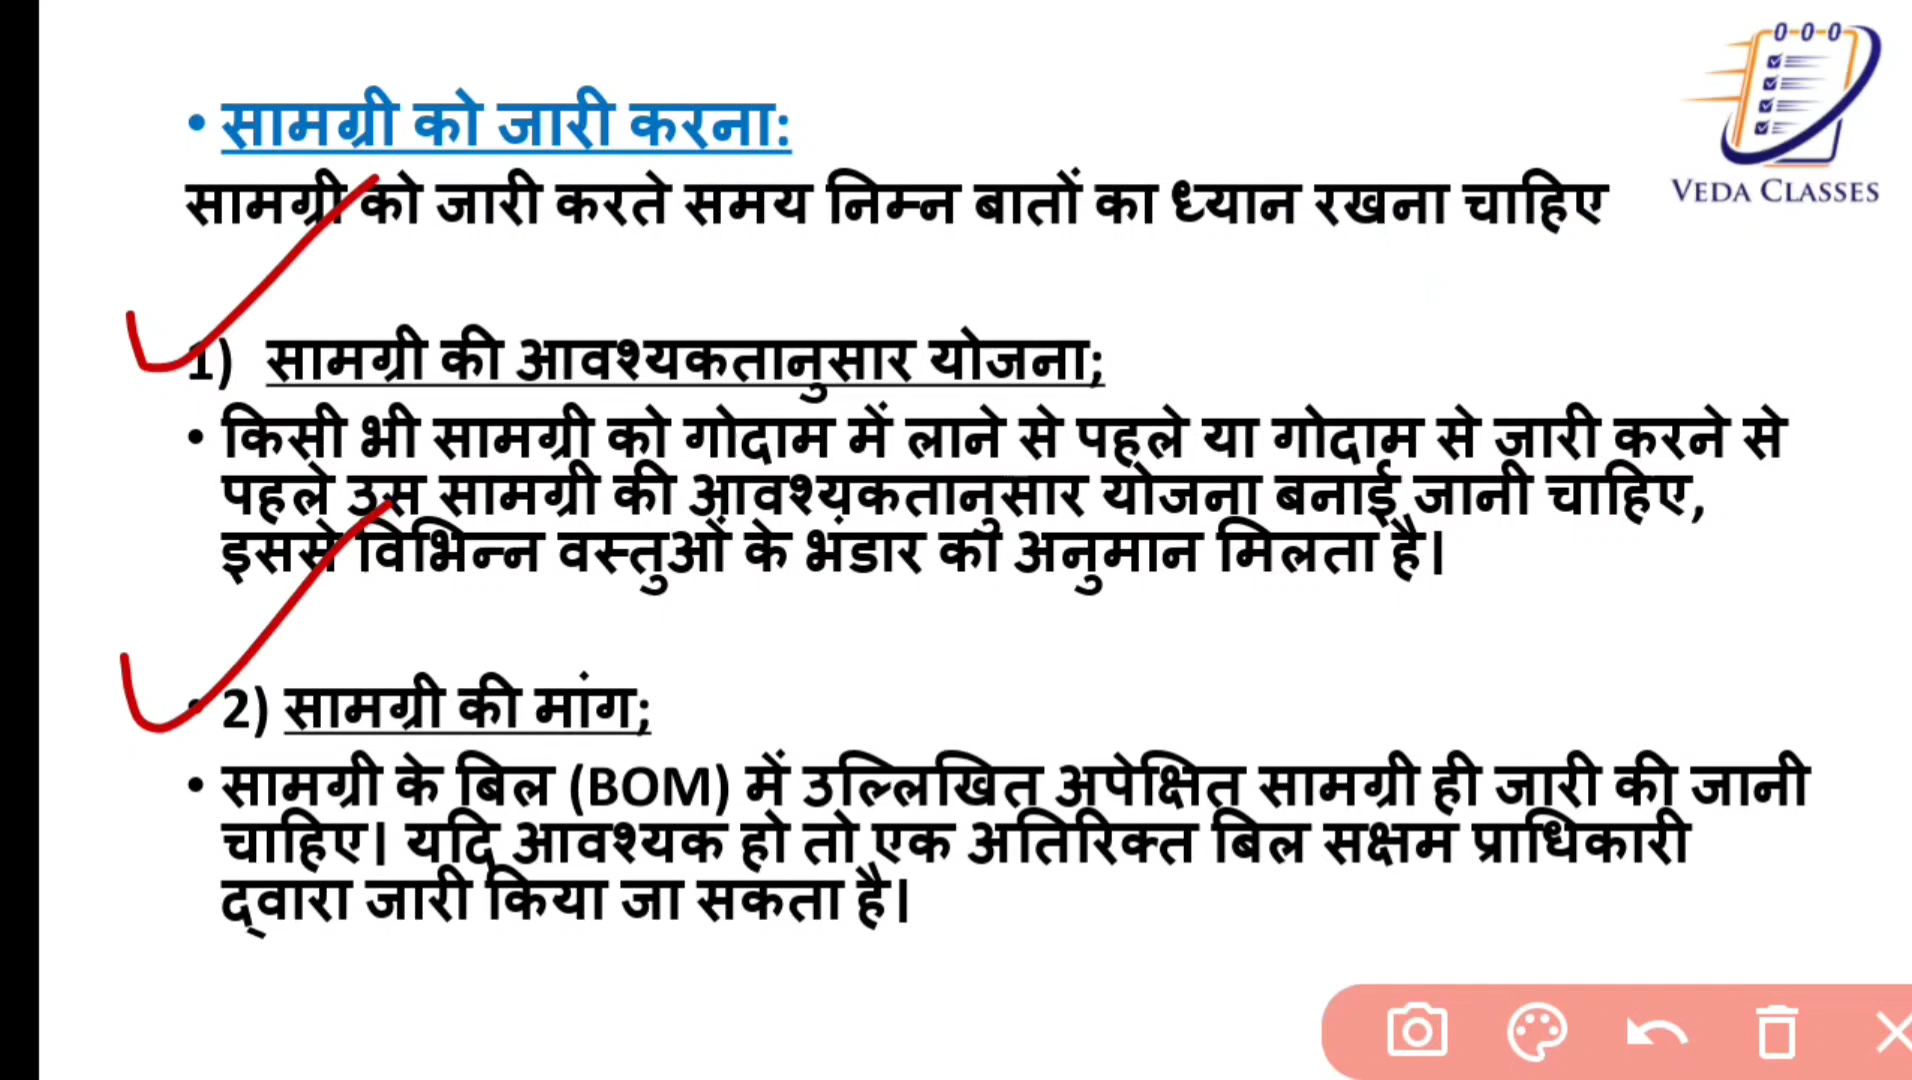 • सामग्री को जारी करना:
सामग्री को जारी करते समय निम्न बातों का ध्यान रखना चाहिए
1) सामग्री की आवश्यकतानुसार योजना;
• किसी भी सामग्री को गोदाम में लाने से पहले या गोदाम से जारी करने से
पहले उस सामग्री की आवश्यकतानुसार योजना बनाई जानी चाहिए,
इससे विभिन्न वस्तुओं के भंडार का अनुमान मिलता है।
• 2) सामग्री की मांग;
• सामग्री के बिल (BOM) में उल्लिखित अपेक्षित सामग्री ही जारी की जानी
चाहिए। यदि आवश्यक हो तो एक अतिरिक्त बिल सक्षम प्राधिकारी
द्वारा जारी किया जा सकता है।
VEDA CLASSES